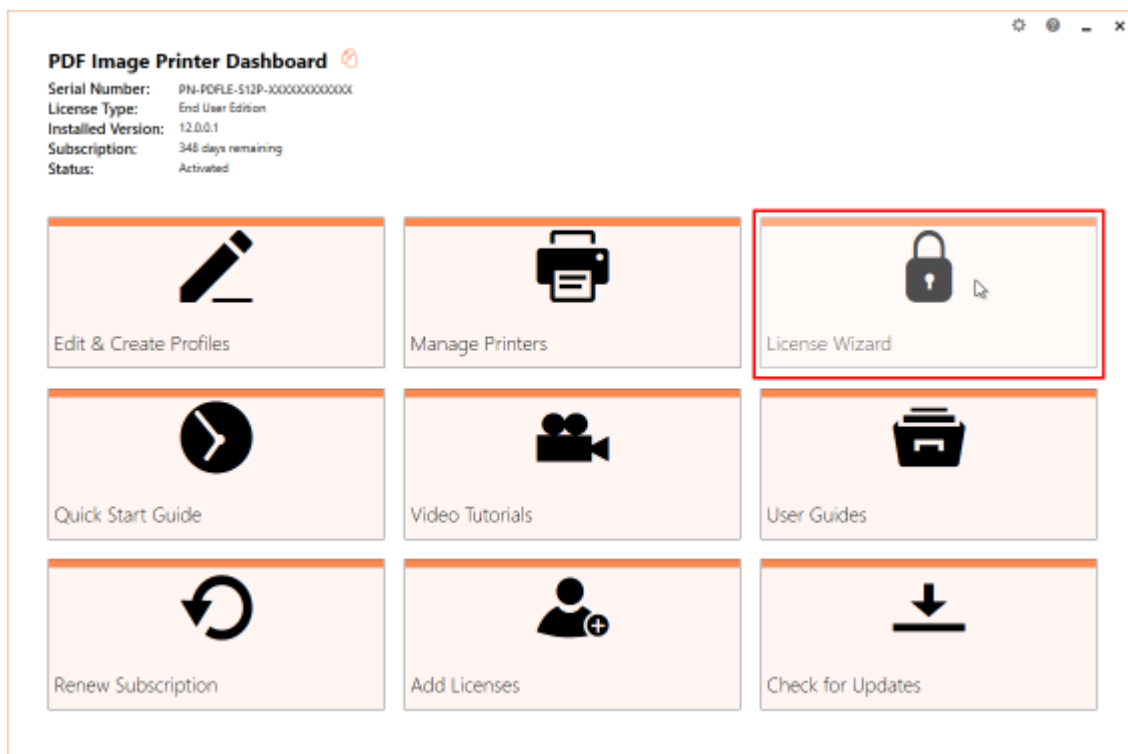 PDF Image Printer Dashboard
Serial Number: PN-PDFLE-S12P-XXXXXXXXXXXX
License Type: End User Edition
Installed Version: 12.0.0.1
Subscription: 348 days remaining
Status: Activated
Edit & Create Profiles
Manage Printers
License Wizard
Quick Start Guide
Video Tutorials
User Guides
Renew Subscription
Add Licenses
Check for Updates